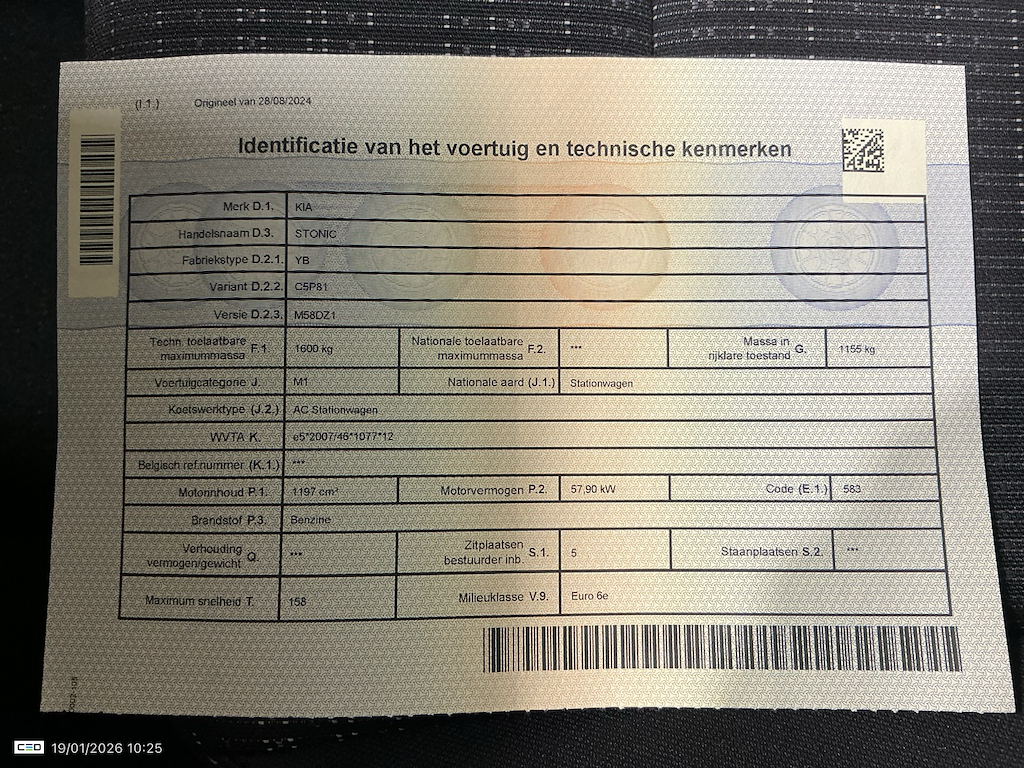 (I.1.) Origineel van 28/08/2024
Identificatie van het voertuig en technische kenmerken
Merk D.1. KIA
Handelsnaam D.3. STONIC
Fabriekstype D.2.1. YB
Variant D.2.2. C5P81
Versie D.2.3. M58DZ1
Techn. toelaatbare maximummassa F.1. 1600 kg Nationale toelaatbare maximummassa F.2. *** Massa in rijklare toestand G. 1155 kg
Voertuigcategorie J. M1 Nationale aard (J.1.) Stationwagen
Koetswerktype (J.2.) AC Stationwagen
WVTA K. e5*2007/46*1077*12
Belgisch ref.nummer (K.1.) ***
Motorinhoud P.1. 1197 cm³ Motorvermogen P.2. 57,90 kW Code (E.1.) 583
Brandstof P.3. Benzine
Verhouding vermogen/gewicht Q. *** Zitplaatsen bestuurder inb. S.1. 5 Staanplaatsen S.2. ***
Maximum snelheid T. 158 Milieuklasse V.9. Euro 6e
CEO 19/01/2026 10:25